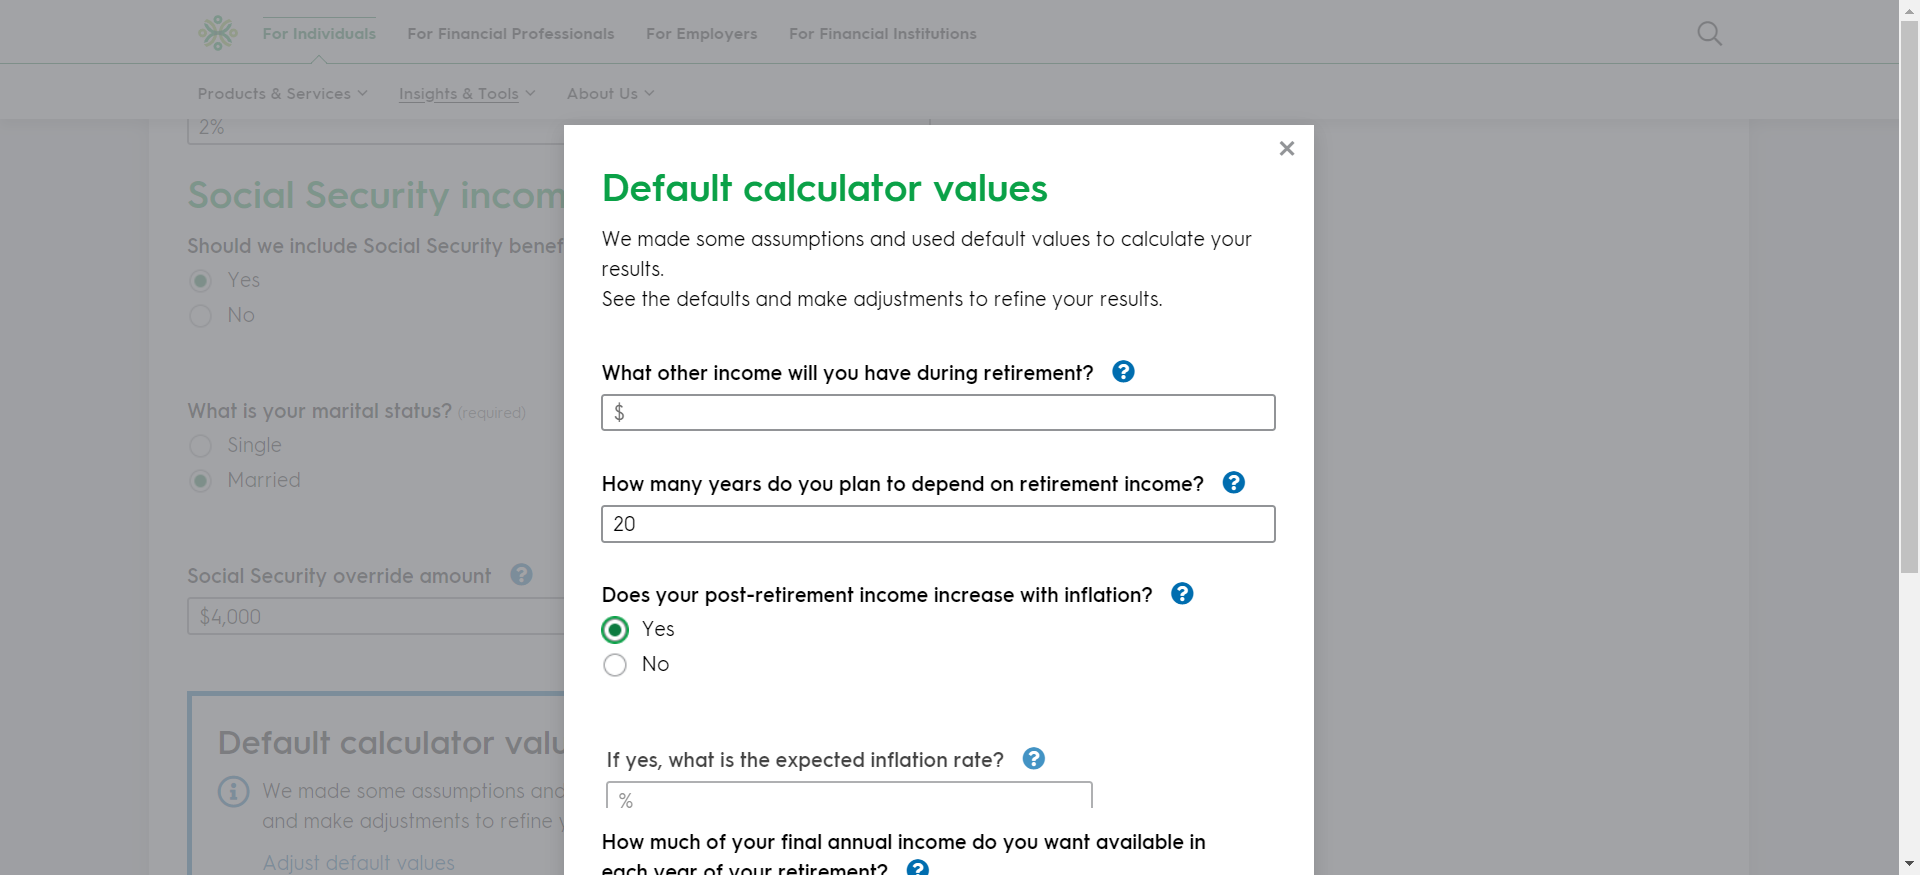 For Individuals For Financial Professionals For Employers For Financial Institutions
Products & Services Insights & Tools About Us
2%
Social Security incom
Should we include Social Security benef
Yes
No
What is your marital status? (required)
Single
Married
Social Security override amount ?
$4,000
Default calculator valu
We made some assumptions and
and make adjustments to refine y
Adjust default values
Default calculator values
We made some assumptions and used default values to calculate your
results.
See the defaults and make adjustments to refine your results.
What other income will you have during retirement? ?
$
How many years do you plan to depend on retirement income? ?
20
Does your post-retirement income increase with inflation? ?
Yes
No
If yes, what is the expected inflation rate? ?
%
How much of your final annual income do you want available in
each year of your retirement? ?